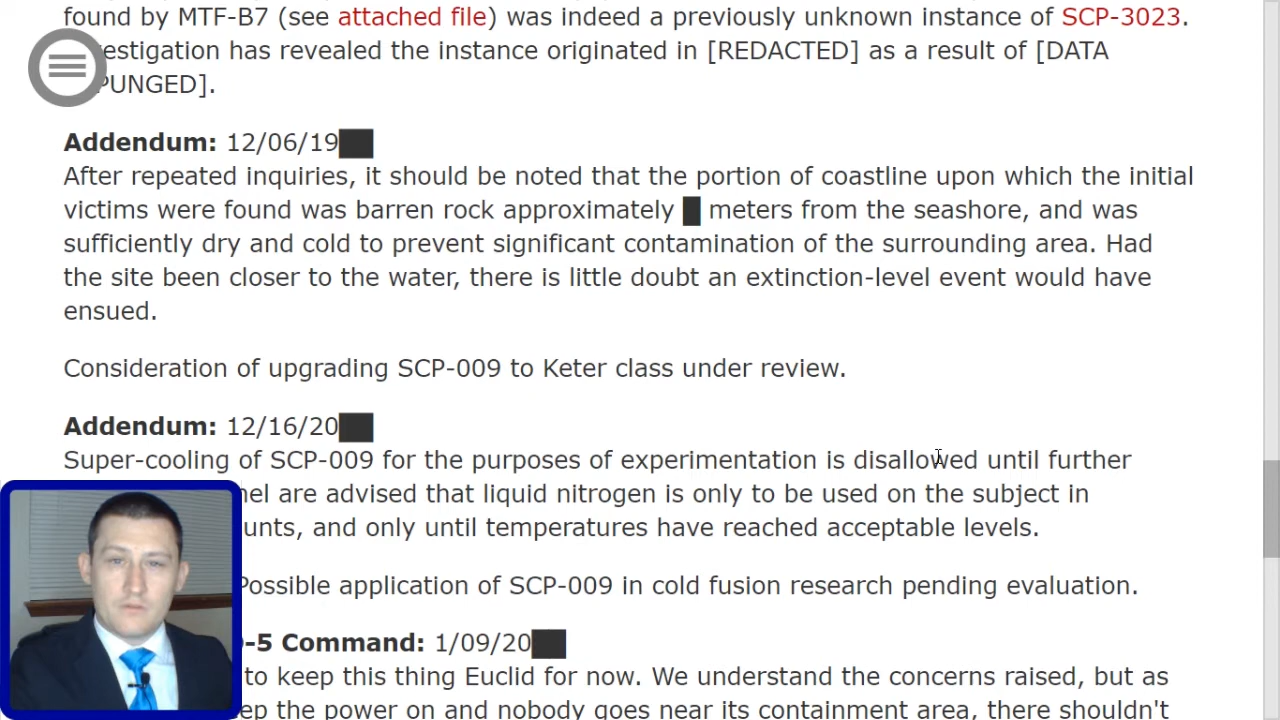 found by MTF-B7 (see attached file) was indeed a previously unknown instance of SCP-3023.
estigation has revealed the instance originated in [REDACTED] as a result of [DATA
PUNGED].
Addendum: 12/06/19██
After repeated inquiries, it should be noted that the portion of coastline upon which the initial
victims were found was barren rock approximately █ meters from the seashore, and was
sufficiently dry and cold to prevent significant contamination of the surrounding area. Had
the site been closer to the water, there is little doubt an extinction-level event would have
ensued.
Consideration of upgrading SCP-009 to Keter class under review.
Addendum: 12/16/20██
Super-cooling of SCP-009 for the purposes of experimentation is disallowed until further
nel are advised that liquid nitrogen is only to be used on the subject in
unts, and only until temperatures have reached acceptable levels.
Possible application of SCP-009 in cold fusion research pending evaluation.
-5 Command: 1/09/20██
to keep this thing Euclid for now. We understand the concerns raised, but as
ep the power on and nobody goes near its containment area, there shouldn't